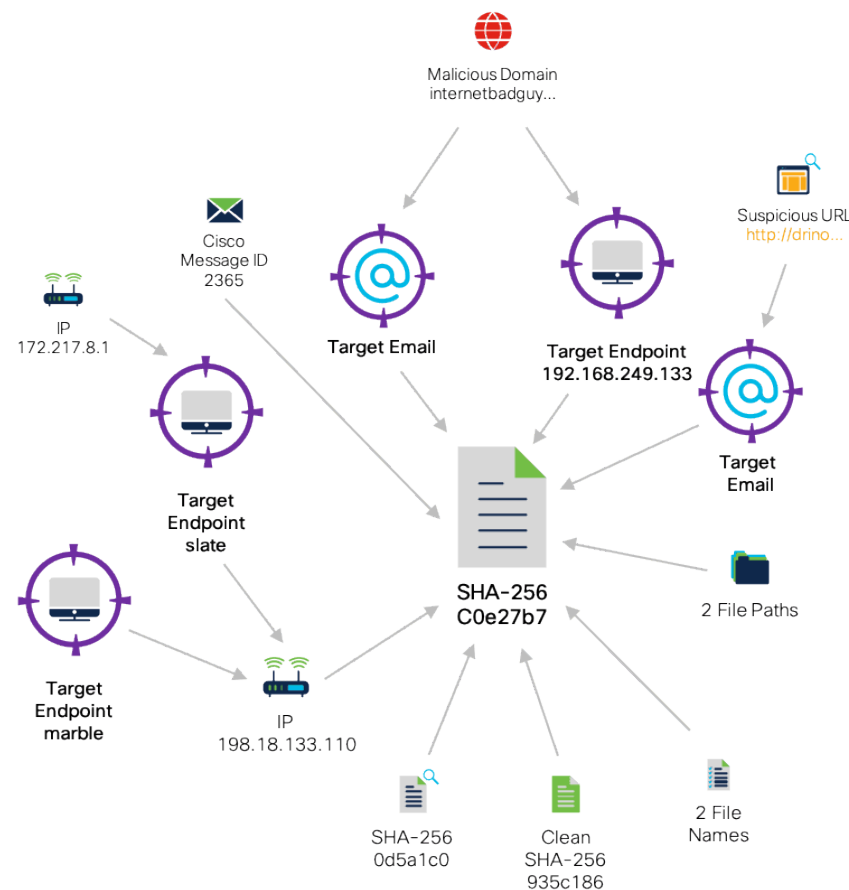 Malicious Domain
internetbadguy...
Suspicious URL
http://drino...
Cisco
Message ID
2365
IP
172.217.8.1
Target Email
Target Endpoint
192.168.249.133
Target
Email
Target
Endpoint
slate
SHA-256
C0e27b7
2 File Paths
Target
Endpoint
marble
IP
198.18.133.110
SHA-256
0d5a1c0
Clean
SHA-256
935c186
2 File
Names